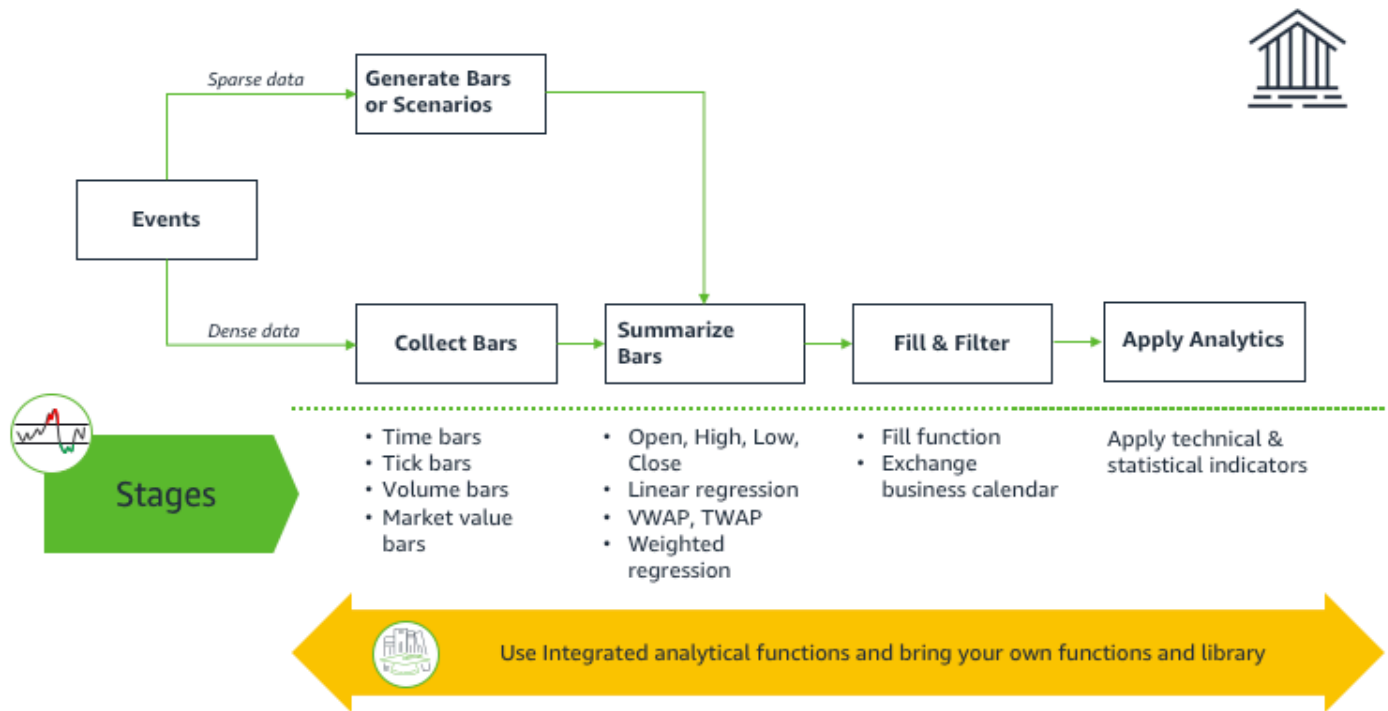 Sparse data
Generate Bars
or Scenarios
Events
Dense data
Collect Bars
Summarize
Bars
Fill & Filter
Apply Analytics
Stages
• Time bars
• Tick bars
• Volume bars
• Market value
bars
• Open, High, Low,
Close
• Linear regression
• VWAP, TWAP
• Weighted
regression
• Fill function
• Exchange
business calendar
Apply technical &
statistical indicators
Use Integrated analytical functions and bring your own functions and library